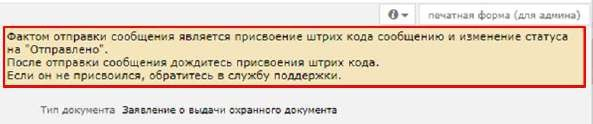 печатная форма (для админа)
Фактом отправки сообщения является присвоение штрих кода сообщению и изменение статуса
на "Отправлено".
После отправки сообщения дождитесь присвоения штрих кода.
Если он не присвоился, обратитесь в службу поддержки.
Тип документа Заявление о выдачи охранного документа